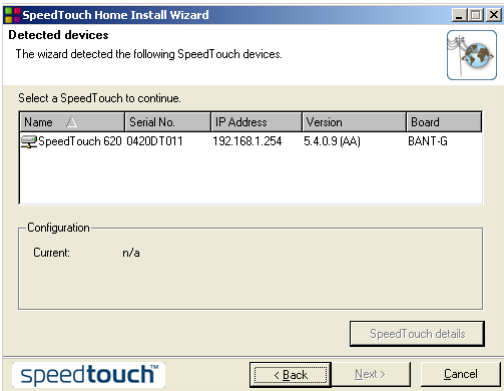 SpeedTouch Home Install Wizard
Detected devices
The wizard detected the following SpeedTouch devices.
Select a SpeedTouch to continue.
Name Serial No. IP Address Version Board
SpeedTouch 620 0420DT011 192.168.1.254 5.4.0.9 (AA) BANT-G
Configuration
Current: n/a
SpeedTouch details
speedtouch™
< Back Next > Cancel